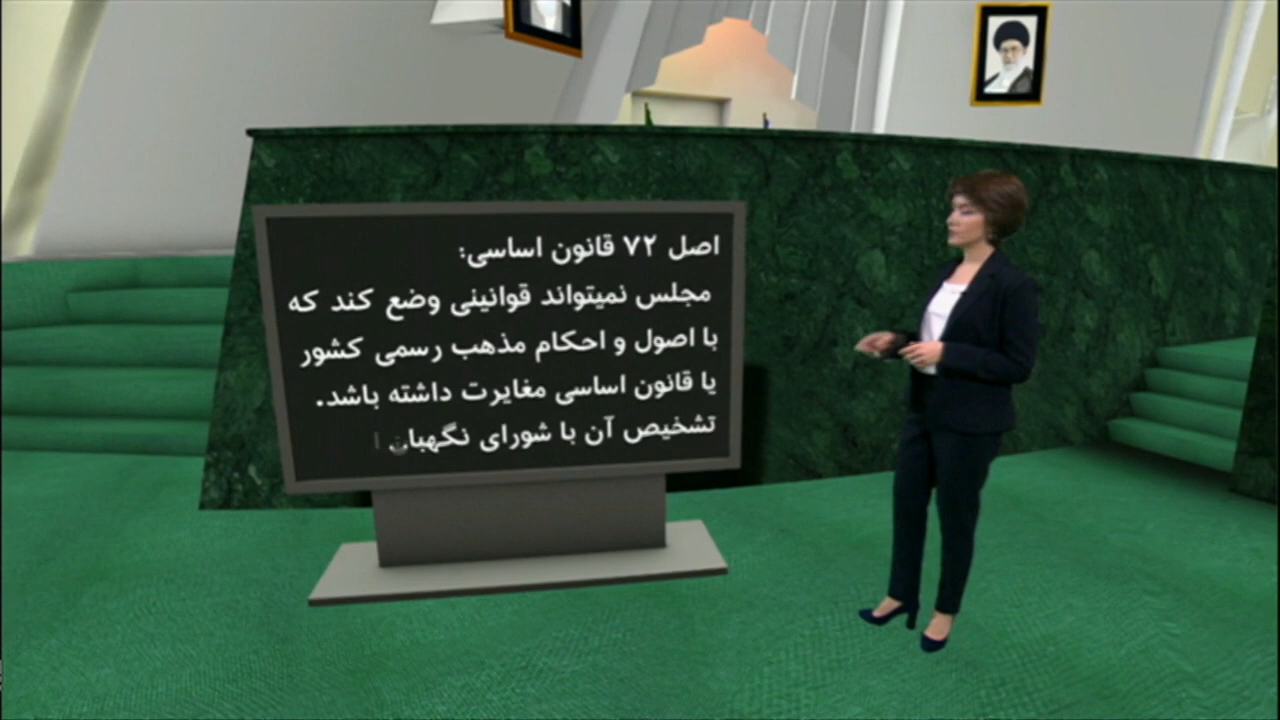 اصل ۷۲ قانون اساسی:
مجلس نمیتواند قوانینی وضع کند که
با اصول و احکام مذهب رسمی کشور
یا قانون اساسی مغایرت داشته باشد.
تشخیص آن با شورای نگهبان